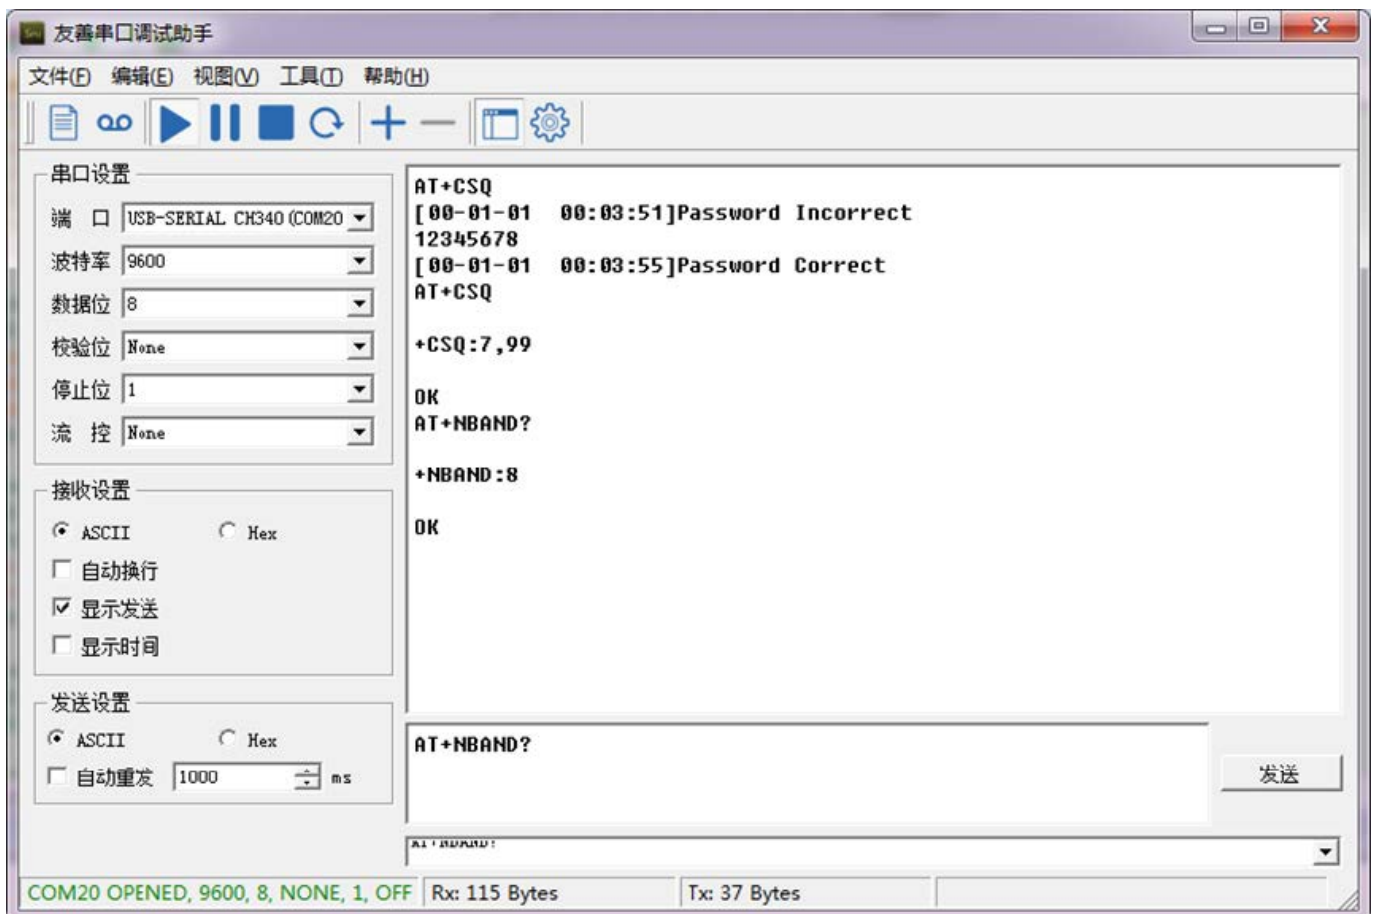 友善串口调试助手
文件(F) 编辑(E) 视图(V) 工具(T) 帮助(H)
串口设置
端 口 USB-SERIAL CH340 (COM20
波特率 9600
数据位 8
校验位 None
停止位 1
流 控 None
接收设置
ASCII Hex
自动换行
显示发送
显示时间
发送设置
ASCII Hex
自动重发 1000 ms
AT+CSQ
[00-01-01 00:03:51]Password Incorrect
12345678
[00-01-01 00:03:55]Password Correct
AT+CSQ
+CSQ:7,99
OK
AT+NBAND?
+NBAND:8
OK
AT+NBAND?
发送
AT+NBAND?
COM20 OPENED, 9600, 8, NONE, 1, OFF Rx: 115 Bytes Tx: 37 Bytes